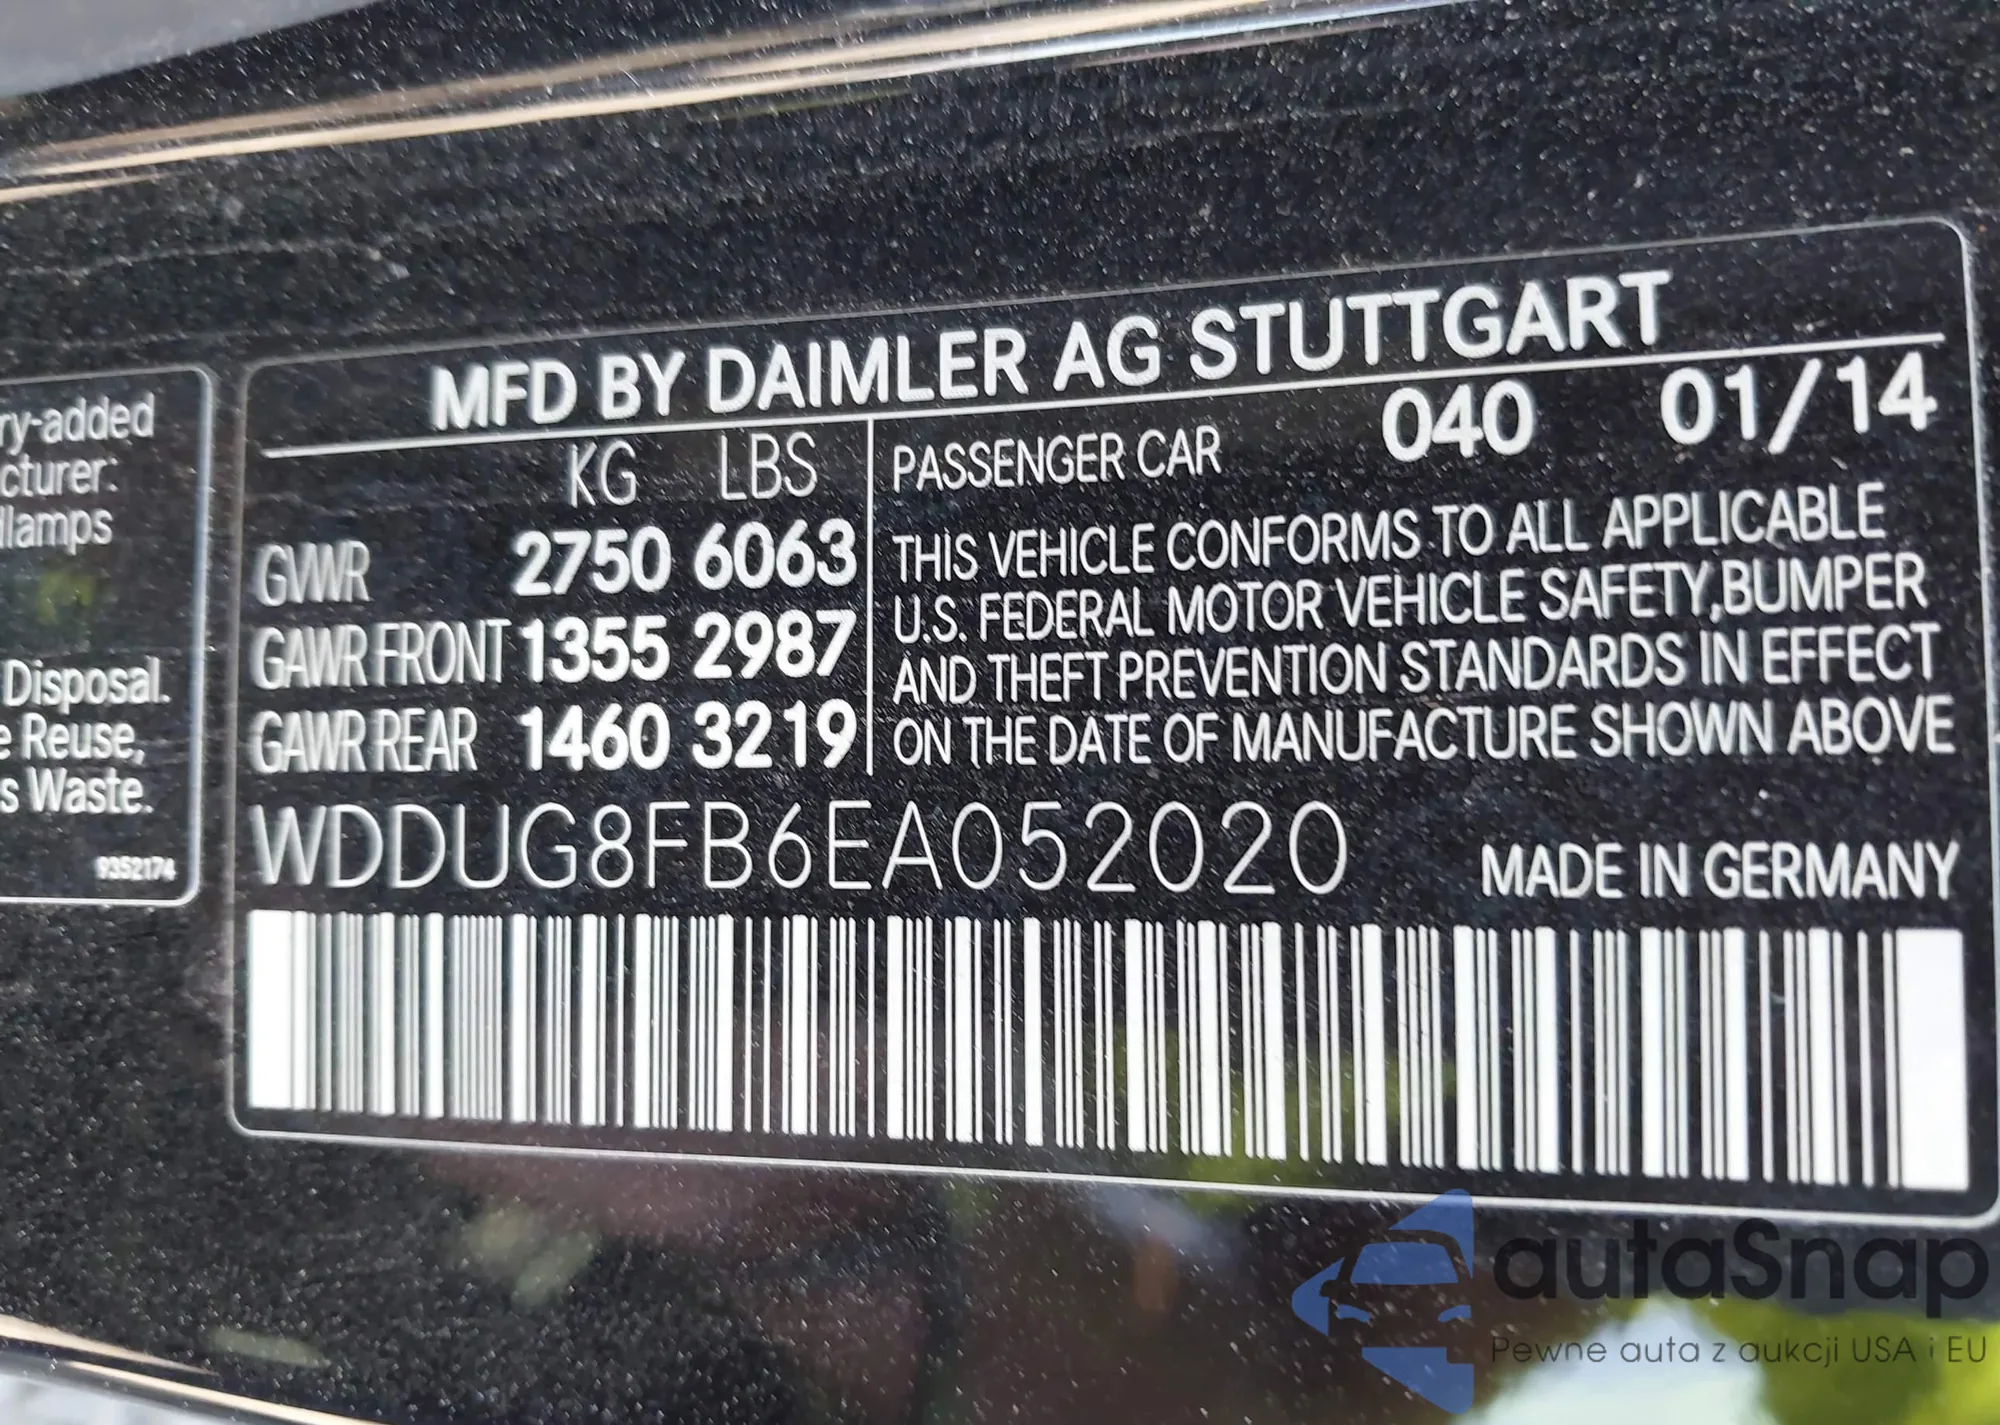 ry-added
cturer:
dlamps
Disposal.
e Reuse,
s Waste.
9352174
MFD BY DAIMLER AG STUTTGART
KG LBS
GVWR 2750 6063
GAWR FRONT 1355 2987
GAWR REAR 1460 3219
PASSENGER CAR 040 01/14
THIS VEHICLE CONFORMS TO ALL APPLICABLE
U.S. FEDERAL MOTOR VEHICLE SAFETY,BUMPER
AND THEFT PREVENTION STANDARDS IN EFFECT
ON THE DATE OF MANUFACTURE SHOWN ABOVE
WDDUG8FB6EA052020
MADE IN GERMANY
autaSnap
Pewne auta z aukcji USA i EU